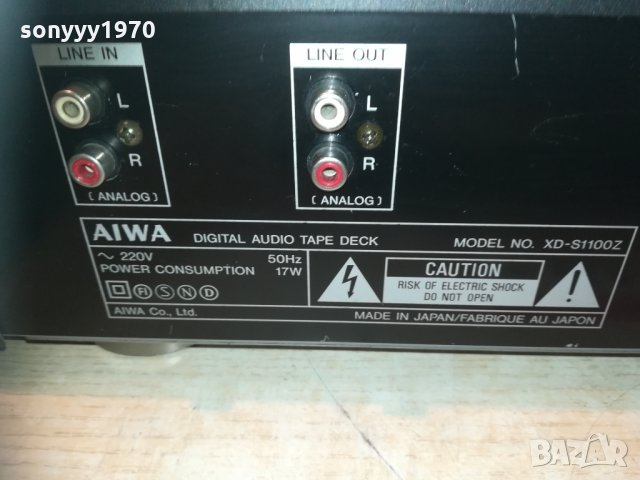 sonyyy1970
LINE IN
L
R
( ANALOG )
LINE OUT
L
R
( ANALOG )
AIWA DIGITAL AUDIO TAPE DECK MODEL NO. XD-S1100Z
~ 220V 50Hz
POWER CONSUMPTION 17W
FI S N D
CAUTION
RISK OF ELECTRIC SHOCK
DO NOT OPEN
AIWA Co., Ltd. MADE IN JAPAN/FABRIQUE AU JAPON
BAZAR